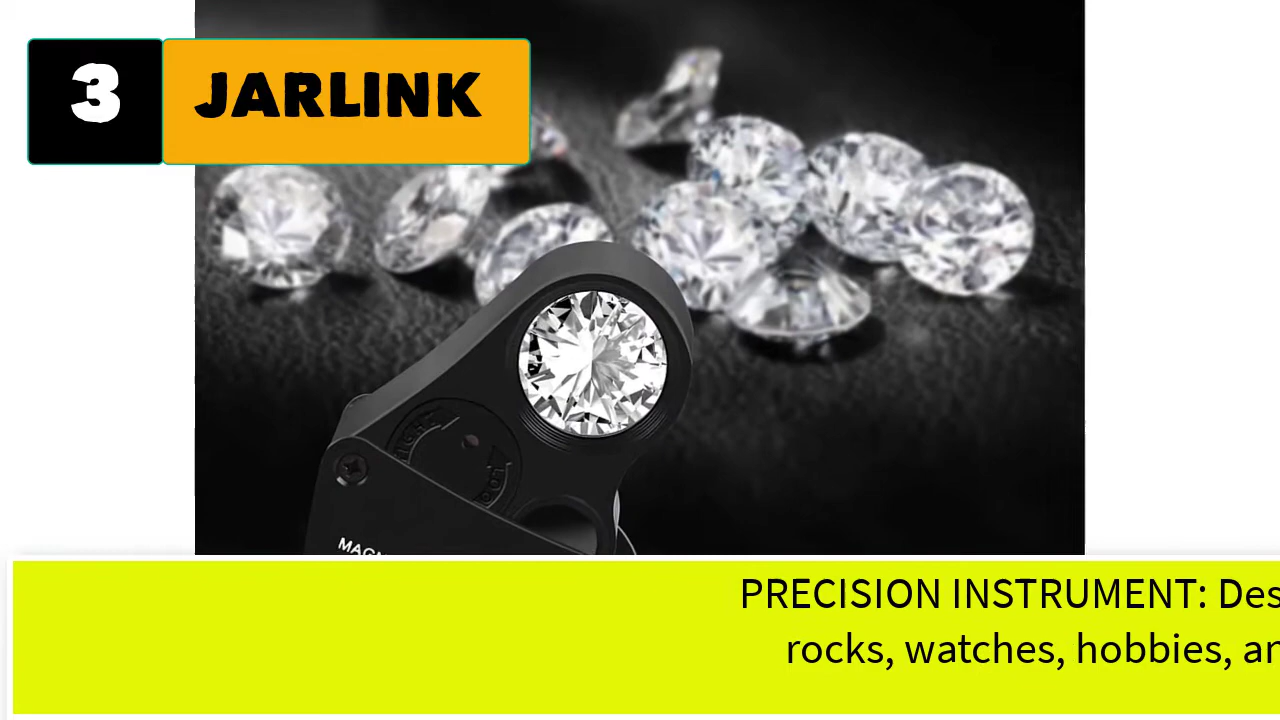 3 JARLINK
PRECISION INSTRUMENT: Des
rocks, watches, hobbies, an